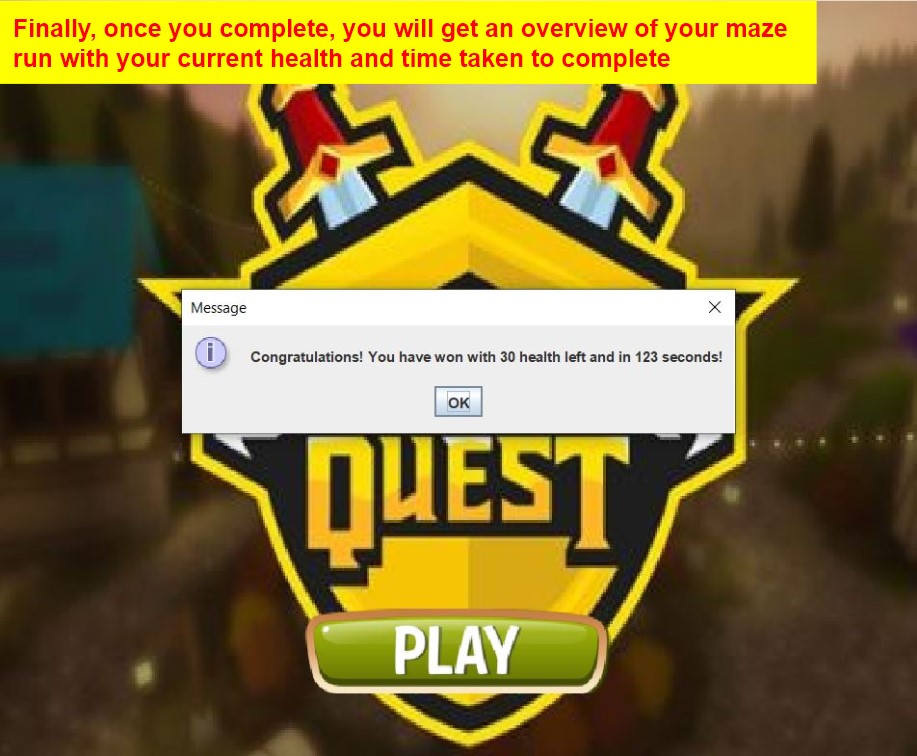 Finally, once you complete, you will get an overview of your maze
run with your current health and time taken to complete
Message
Congratulations! You have won with 30 health left and in 123 seconds!
OK
QUEST
PLAY